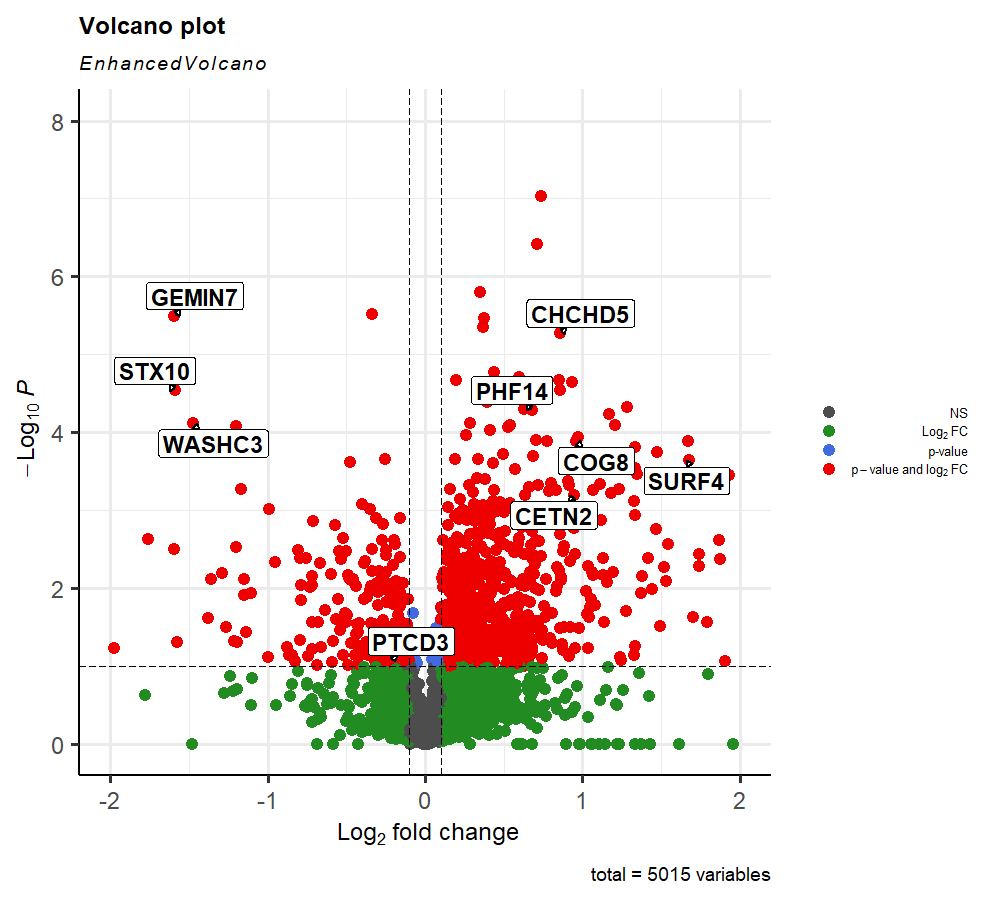 Volcano plot
EnhancedVolcano
8
6
4
2
0
-2
-1
0
1
2
− Log10 P
Log2 fold change
GEMIN7
STX10
WASHC3
CHCHD5
PHF14
COG8
SURF4
CETN2
PTCD3
NS
Log2 FC
p-value
p − value and log2 FC
total = 5015 variables